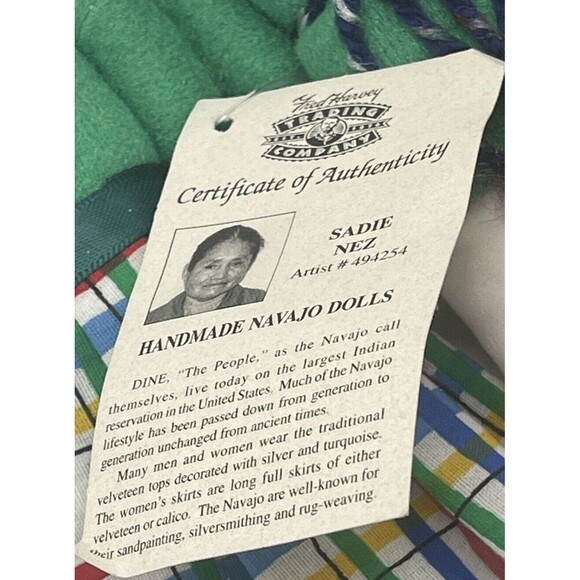 Fred Harvey
TRADING
COMPANY
Certificate of Authenticity
SADIE
NEZ
Artist # 494254
HANDMADE NAVAJO DOLLS
DINE, "The People," as the Navajo call
themselves, live today on the largest Indian
reservation in the United States. Much of the Navajo
lifestyle has been passed down from generation to
generation unchanged from ancient times.
Many men and women wear the traditional
velveteen tops decorated with silver and turquoise.
The women's skirts are long full skirts of either
velveteen or calico. The Navajo are well-known for
their sandpainting, silversmithing and rug-weaving.